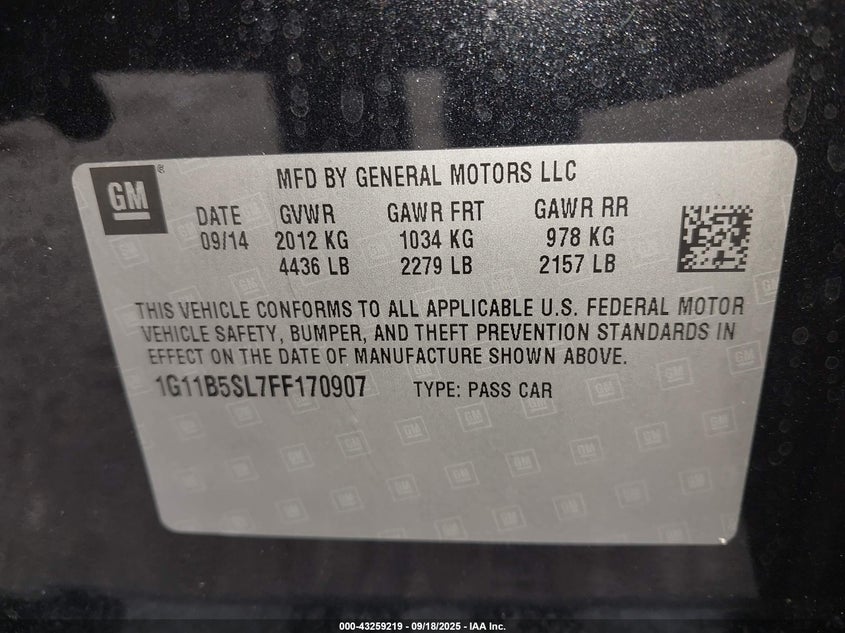 GM
MFD BY GENERAL MOTORS LLC
DATE GVWR GAWR FRT GAWR RR
09/14 2012 KG 1034 KG 978 KG
4436 LB 2279 LB 2157 LB
THIS VEHICLE CONFORMS TO ALL APPLICABLE U.S. FEDERAL MOTOR
VEHICLE SAFETY, BUMPER, AND THEFT PREVENTION STANDARDS IN
EFFECT ON THE DATE OF MANUFACTURE SHOWN ABOVE.
1G11B5SL7FF170907 TYPE: PASS CAR
000-43259219 - 09/18/2025 - IAA Inc.